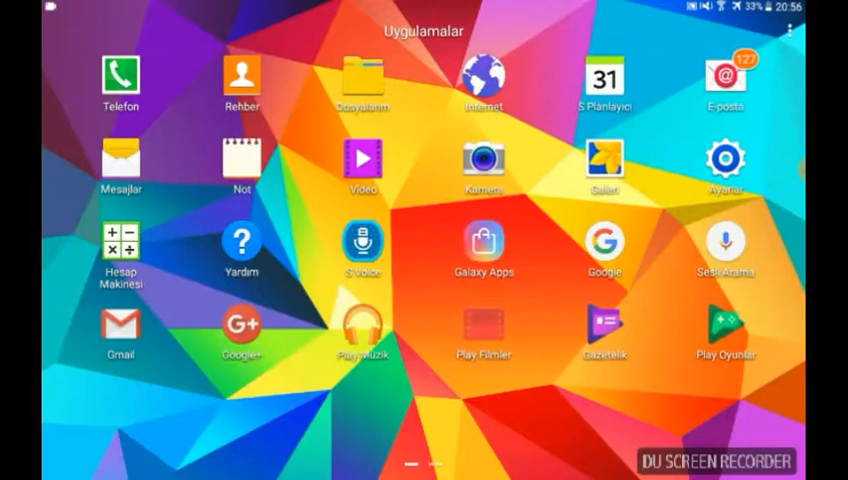 33% 20:56
Uygulamalar
127
31
Telefon Rehber Dosyalarım Internet S Planlayıcı E-posta
Mesajlar Not Video Kamera Galeri Ayarlar
Hesap Makinesi Yardım S Voice Galaxy Apps Google Sesli Arama
Gmail Google+ Play Müzik Play Filmler Gazetelik Play Oyunlar
DU SCREEN RECORDER